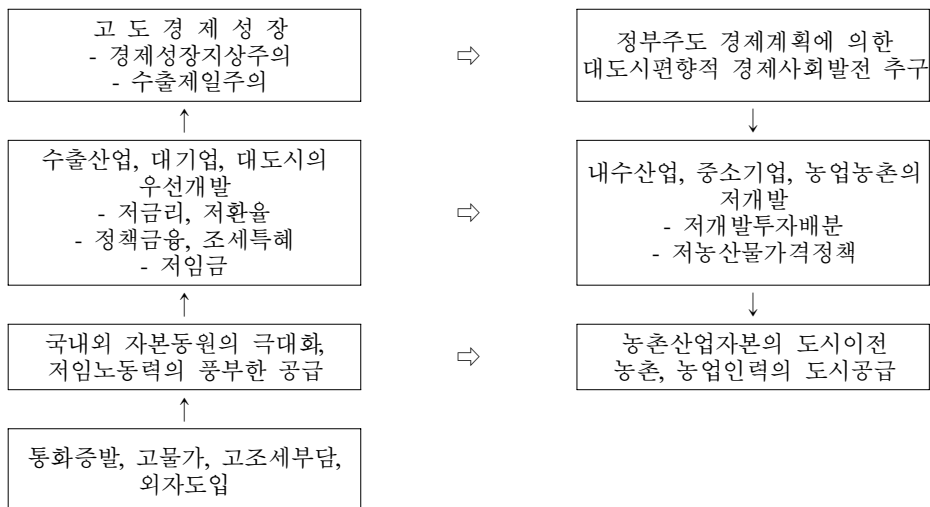 고 도 경 제 성 장
- 경제성장지상주의
- 수출제일주의
⇨
정부주도 경제계획에 의한
대도시편향적 경제사회발전 추구
↑
↓
수출산업, 대기업, 대도시의
우선개발
- 저금리, 저환율
- 정책금융, 조세특혜
- 저임금
⇨
내수산업, 중소기업, 농업농촌의
저개발
- 저개발투자배분
- 저농산물가격정책
↑
↓
국내외 자본동원의 극대화,
저임노동력의 풍부한 공급
⇨
농촌산업자본의 도시이전
농촌, 농업인력의 도시공급
↑
통화증발, 고물가, 고조세부담,
외자도입